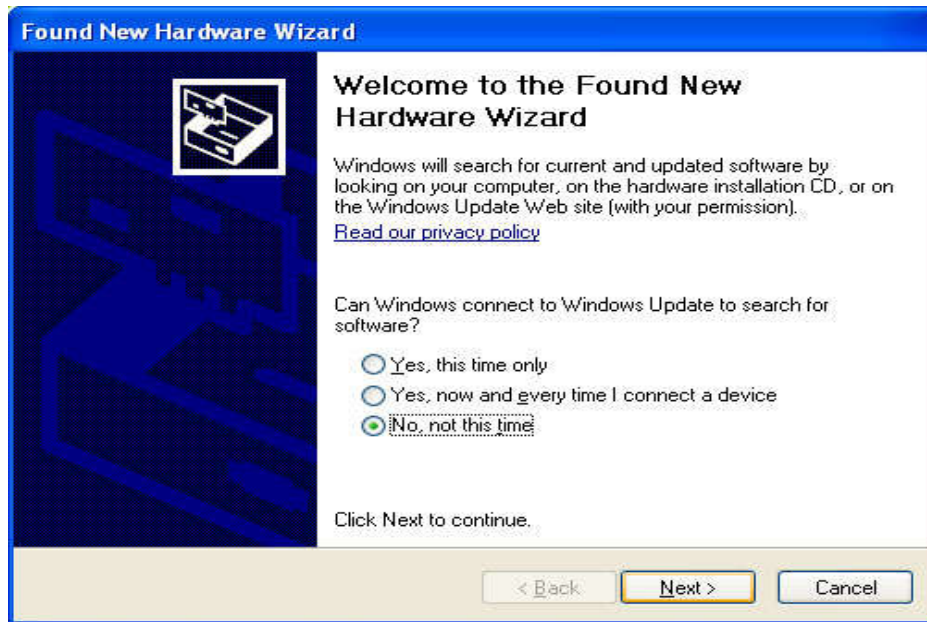 Found New Hardware Wizard
Welcome to the Found New
Hardware Wizard
Windows will search for current and updated software by
looking on your computer, on the hardware installation CD, or on
the Windows Update Web site (with your permission).
Read our privacy policy
Can Windows connect to Windows Update to search for
software?
Yes, this time only
Yes, now and every time I connect a device
No, not this time
Click Next to continue.
< Back
Next >
Cancel